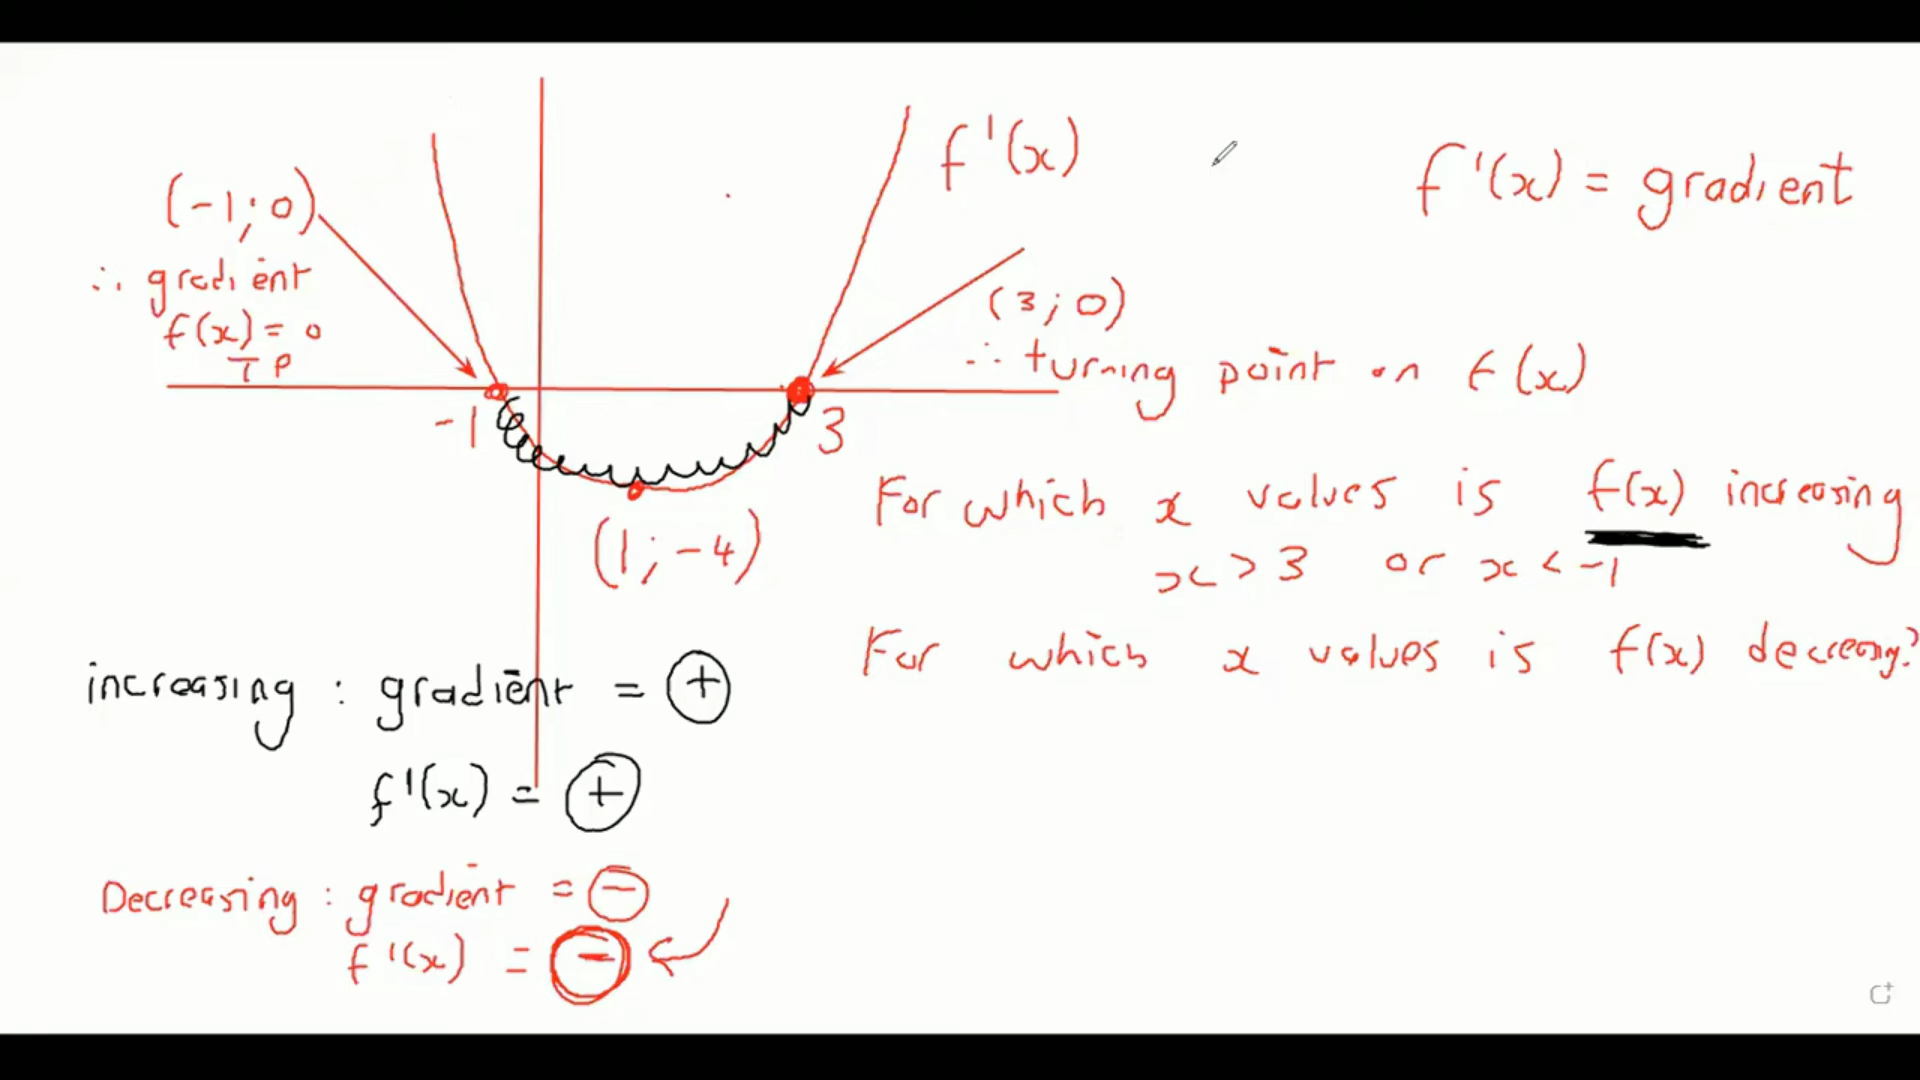 f'(x)
f'(x) = gradient
(-1; 0)
∴ gradient
f(x) = 0
TP
(3; 0)
∴ turning point on f(x)
-1
3
(1; -4)
For which x values is f(x) increasing
x > 3 or x < -1
For which x values is f(x) decreasing?
increasing : gradient = +
f'(x) = +
Decreasing : gradient = -
f'(x) = -